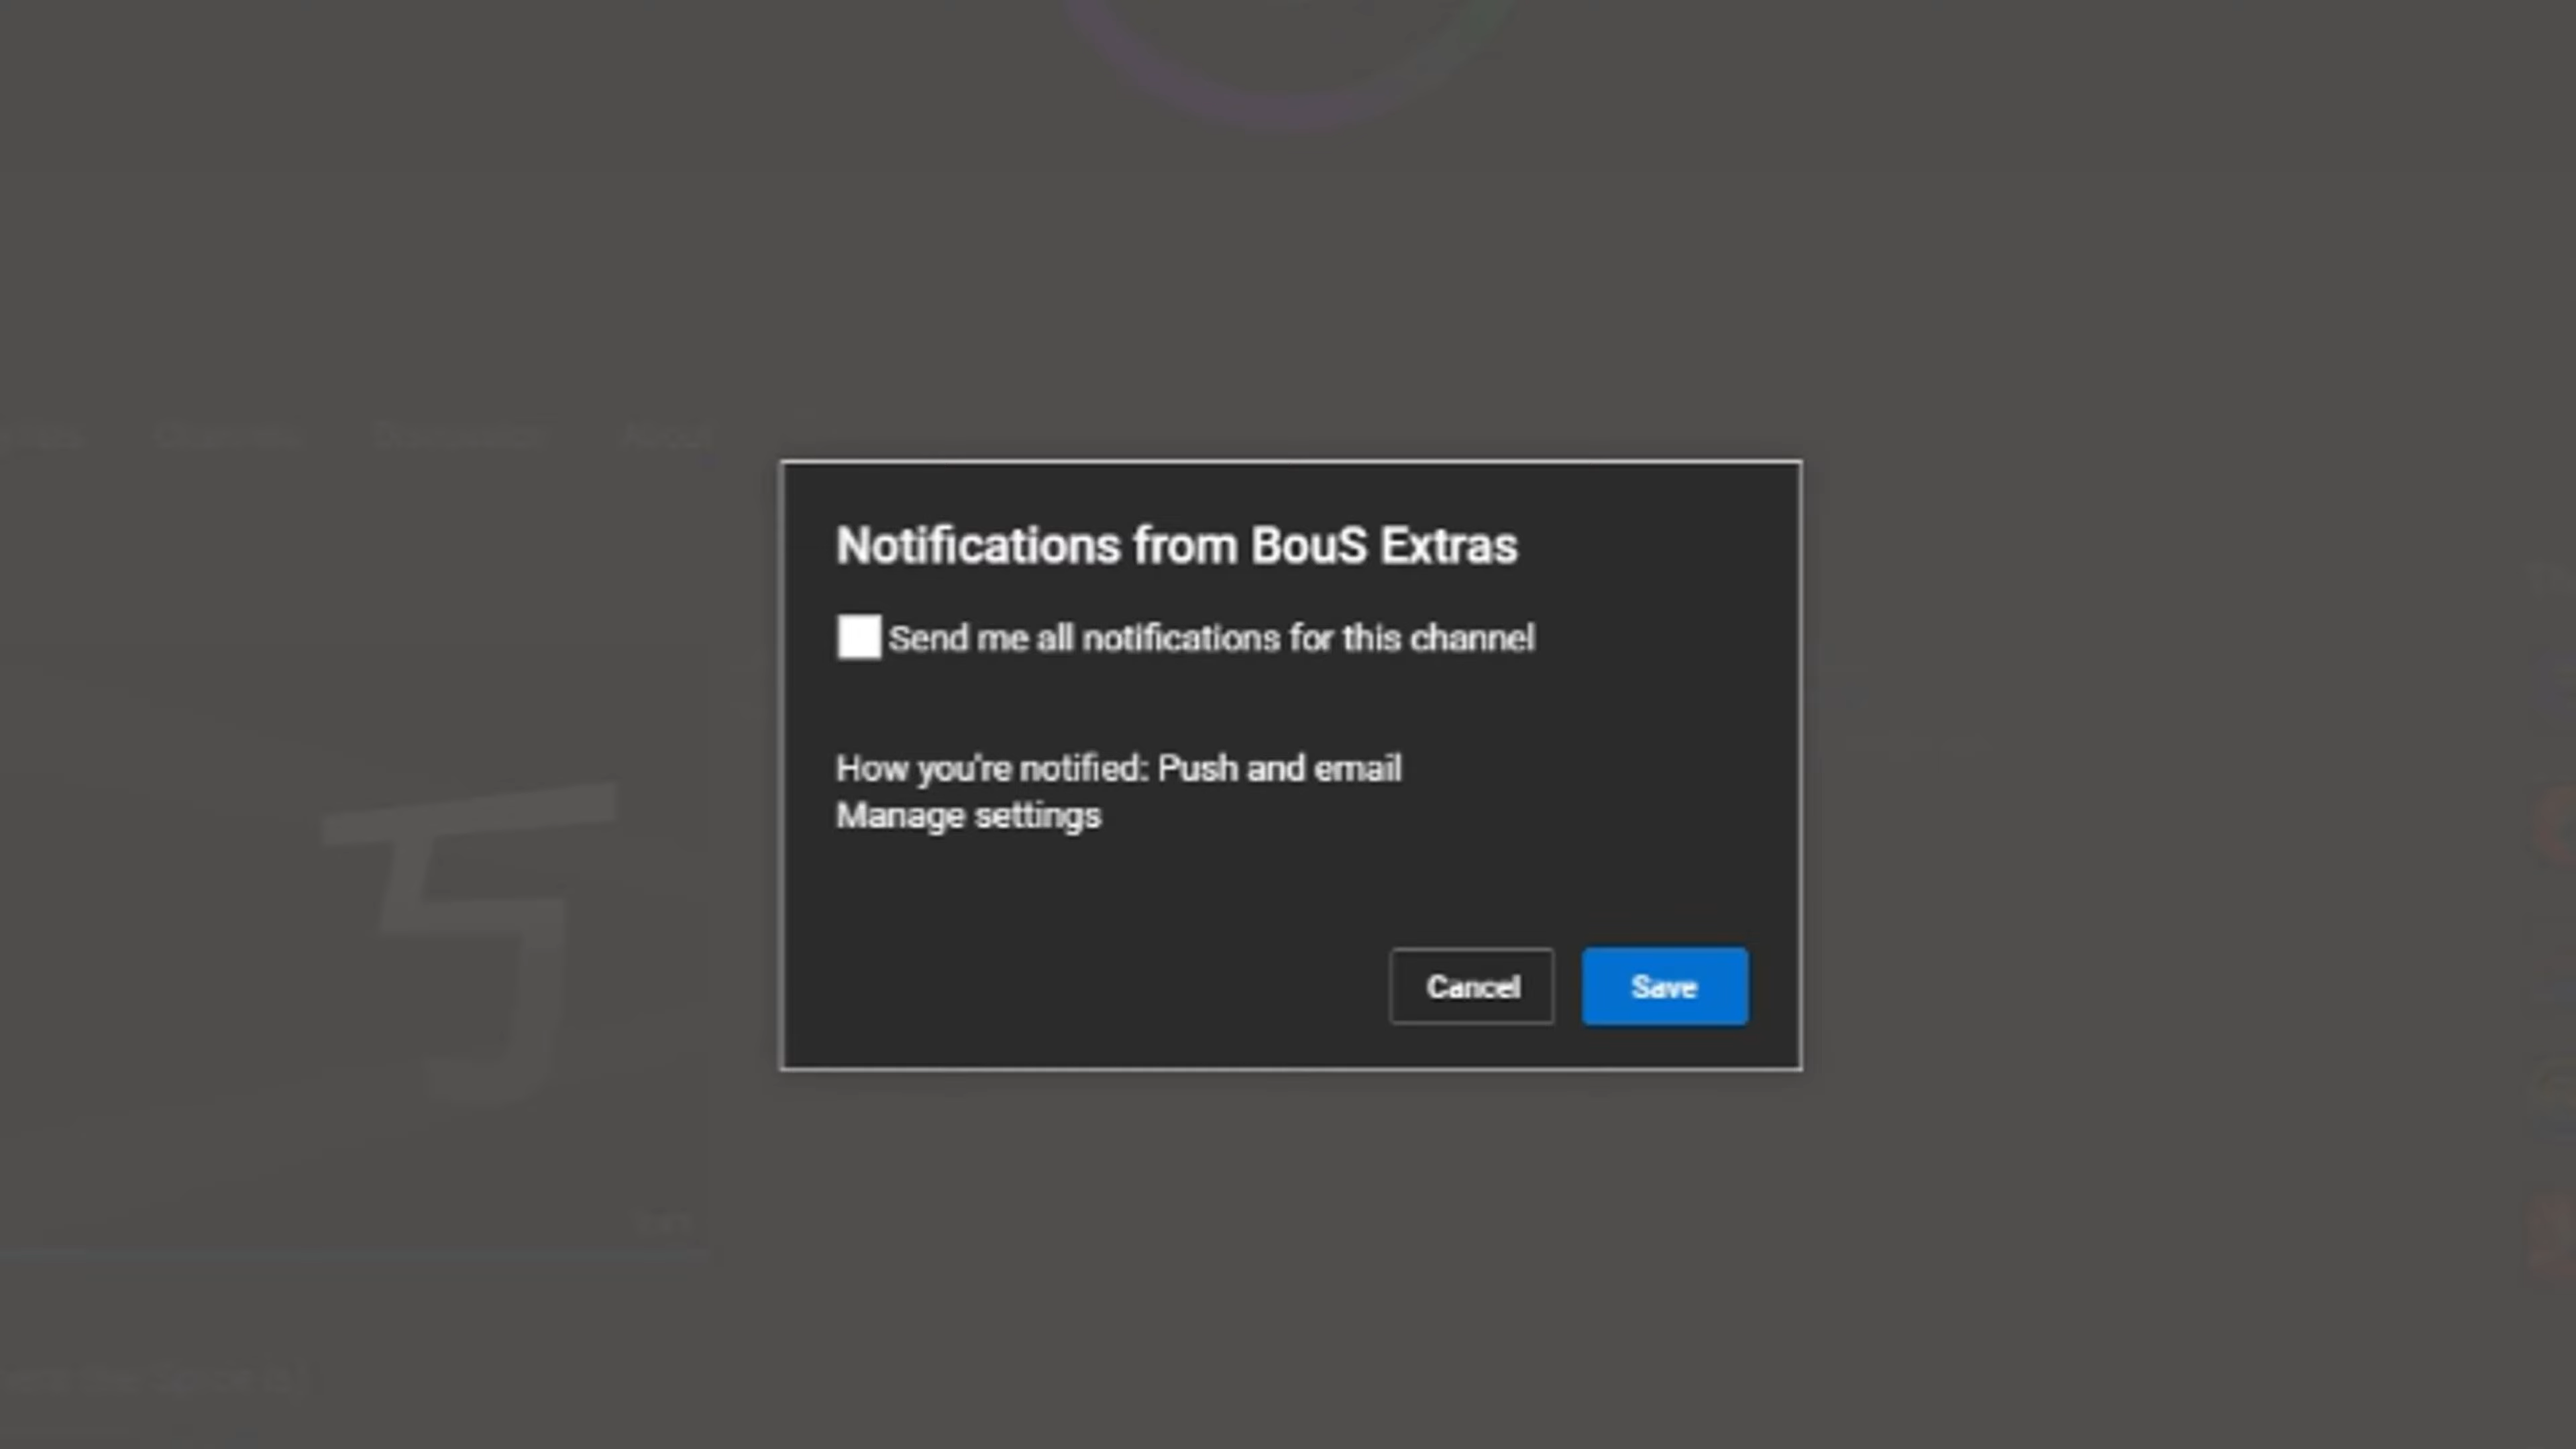 About
Notifications from BouS Extras
Send me all notifications for this channel
How you're notified: Push and email
Manage settings
Cancel
Save